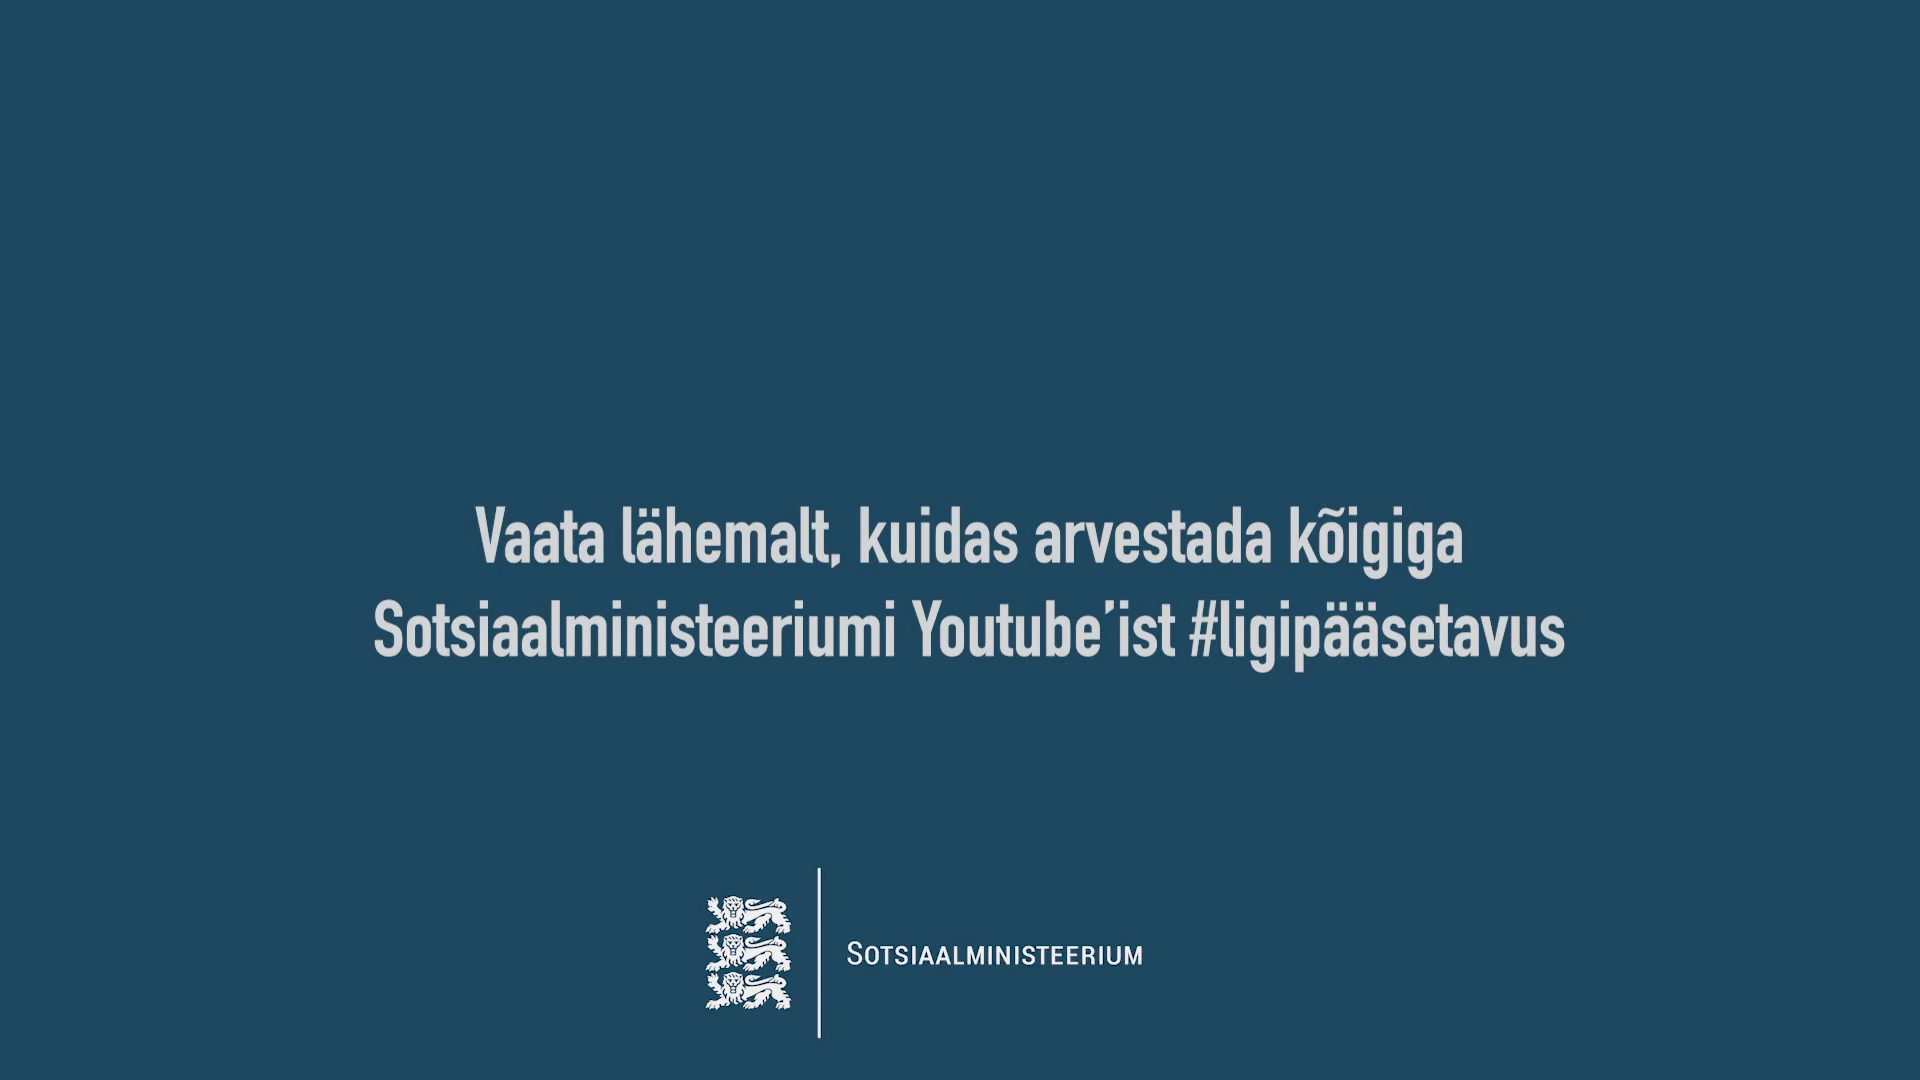 Vaata lähemalt, kuidas arvestada kõigiga
Sotsiaalministeeriumi Youtube´ist #ligipääsetavus
SOTSIAALMINISTEERIUM